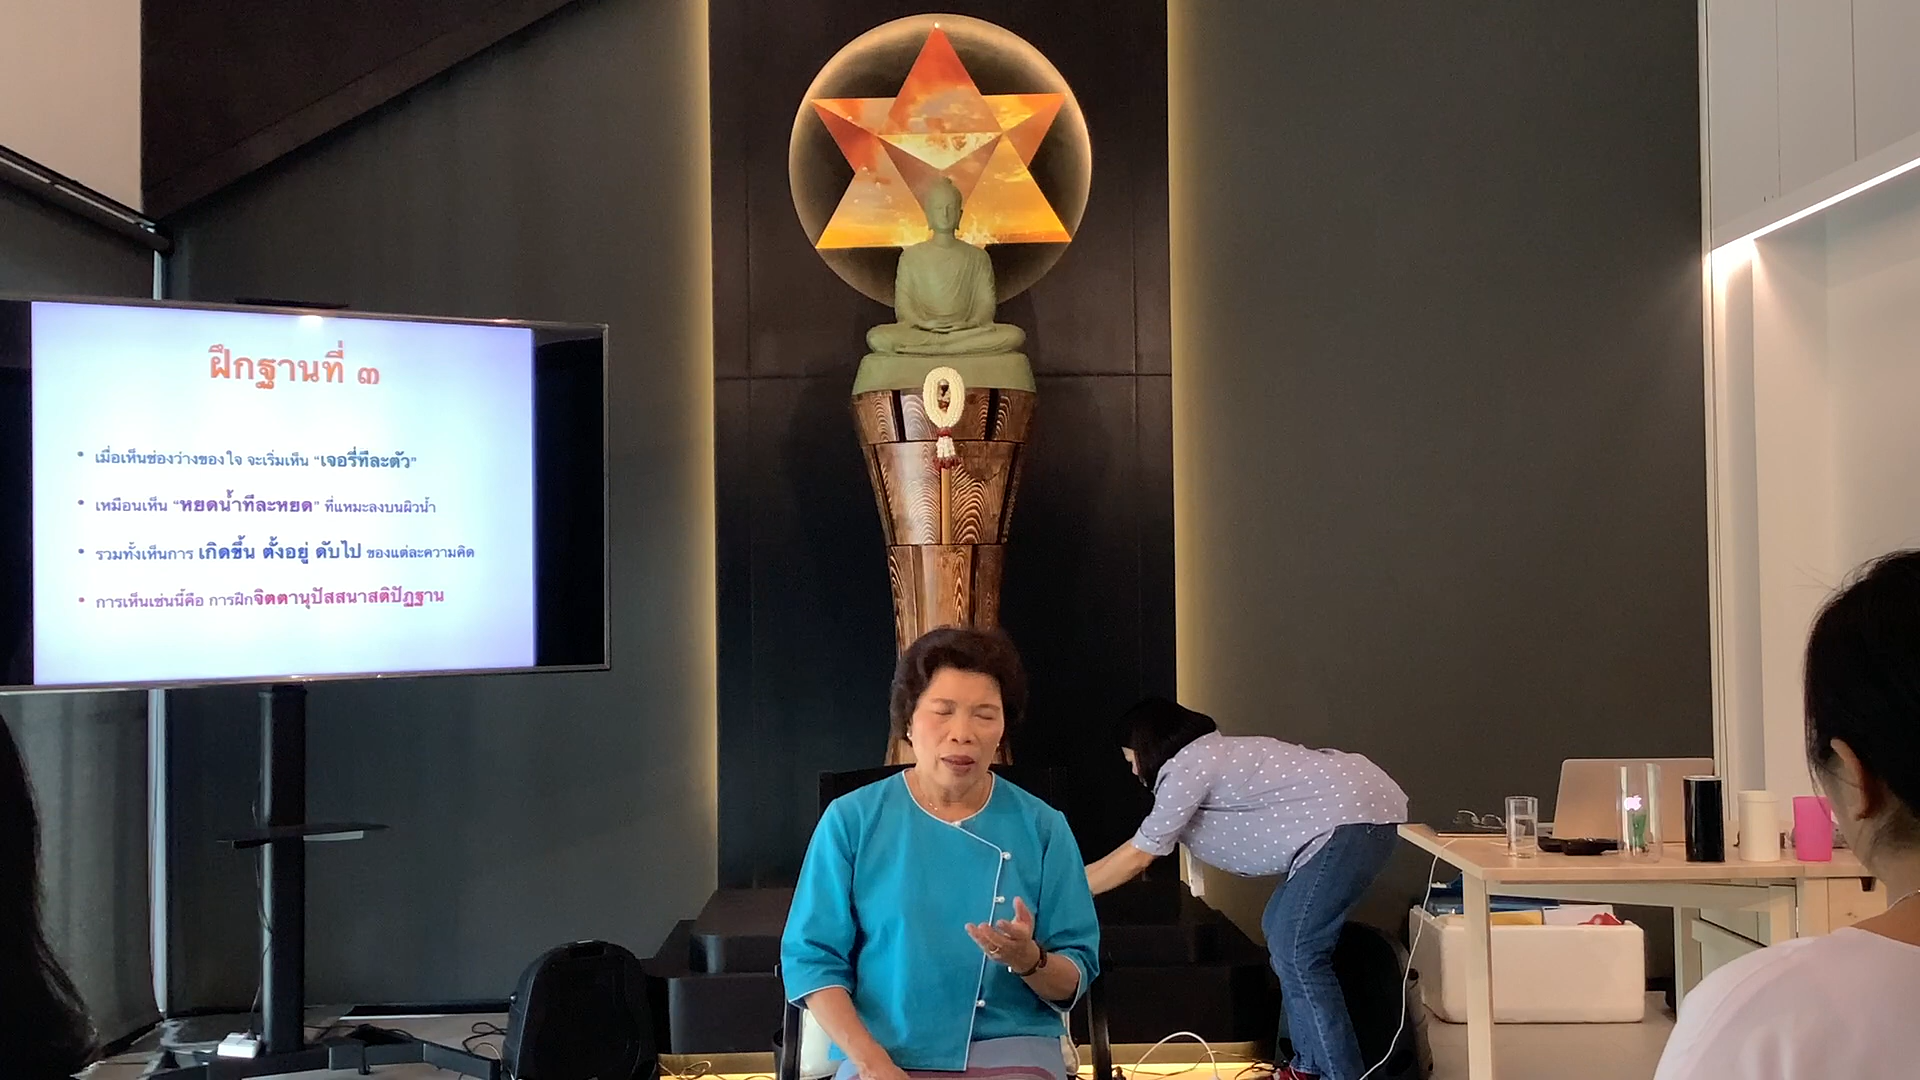 ฝึกฐานที่ ๓
• เมื่อเห็นช่องว่างของใจ จะเริ่มเห็น “เจอรี่ทีละตัว”
• เหมือนเห็น “หยดน้ำทีละหยด” ที่แหมะลงบนผิวน้ำ
• รวมทั้งเห็นการ เกิดขึ้น ตั้งอยู่ ดับไป ของแต่ละความคิด
• การเห็นเช่นนี้คือ การฝึกจิตตานุปัสสนาสติปัฏฐาน